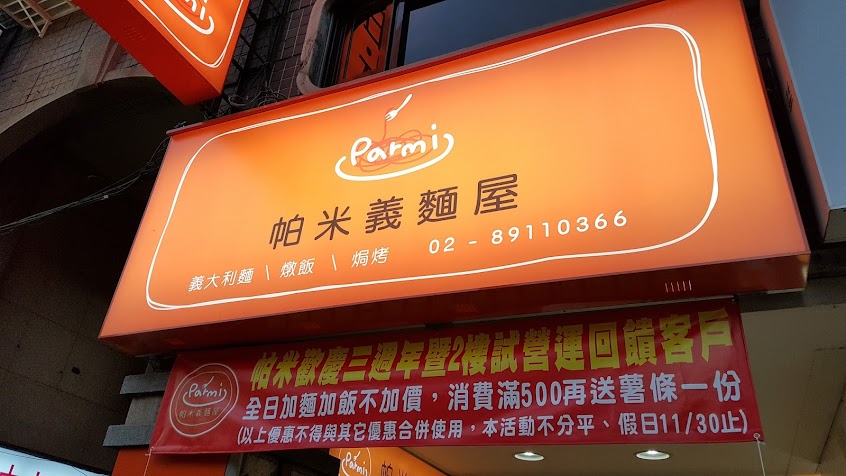 Parmi
帕米義麵屋
義大利麵 \ 燉飯 \ 焗烤 02 - 89110366
帕米歡慶三週年暨2樓試營運回饋客戶
Parmi
帕米義麵屋
全日加麵加飯不加價，消費滿500再送薯條一份
(以上優惠不得與其它優惠合併使用，本活動不分平、假日11/30止)